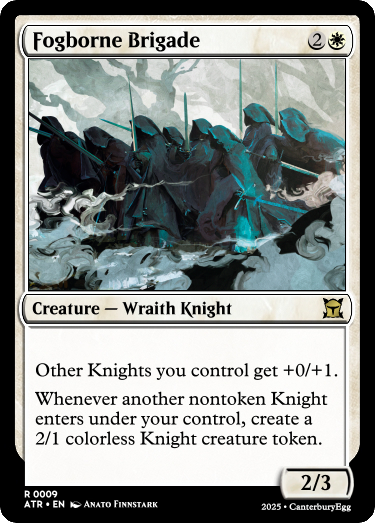 Fogborne Brigade 2
Creature — Wraith Knight
Other Knights you control get +0/+1.
Whenever another nontoken Knight
enters under your control, create a
2/1 colorless Knight creature token.
2/3
R 0009
ATR • EN Anato Finnstark
2025 • CanterburyEgg